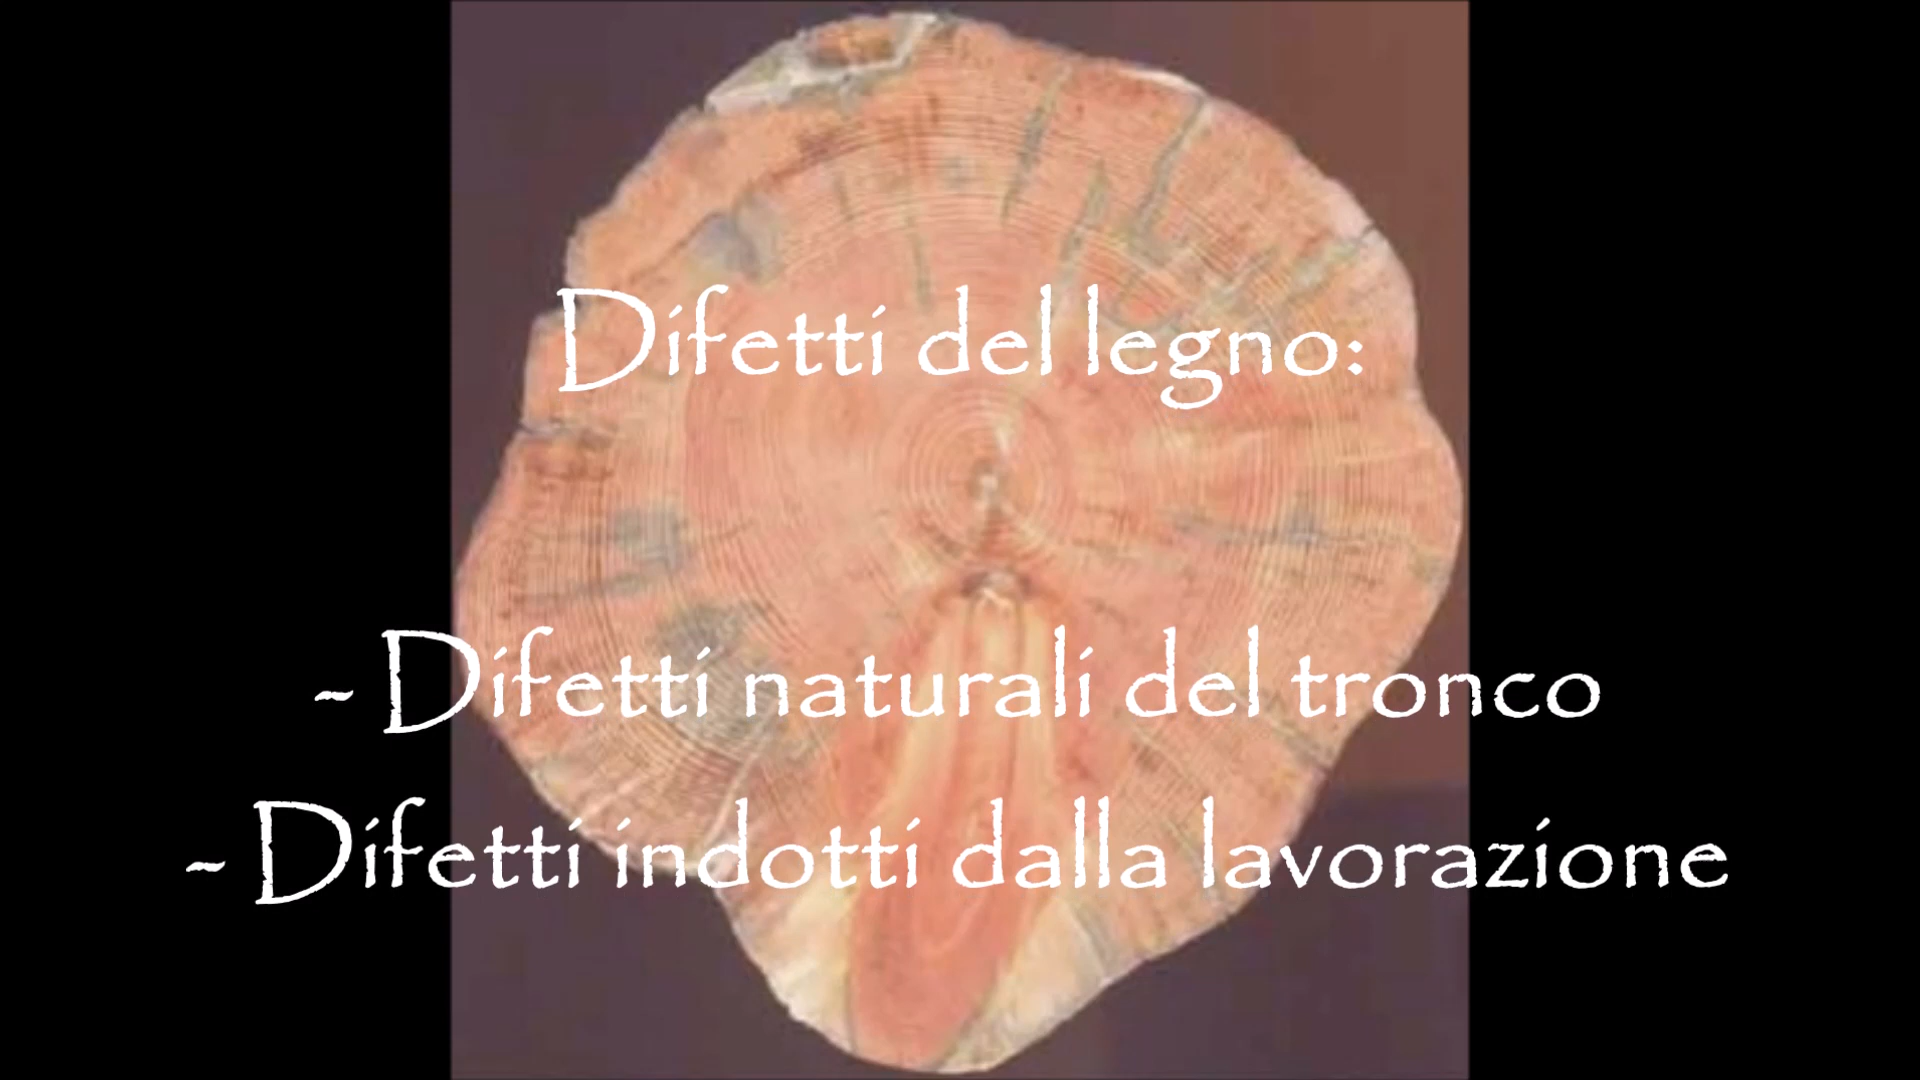 Difetti del legno:
- Difetti naturali del tronco
- Difetti indotti dalla lavorazione